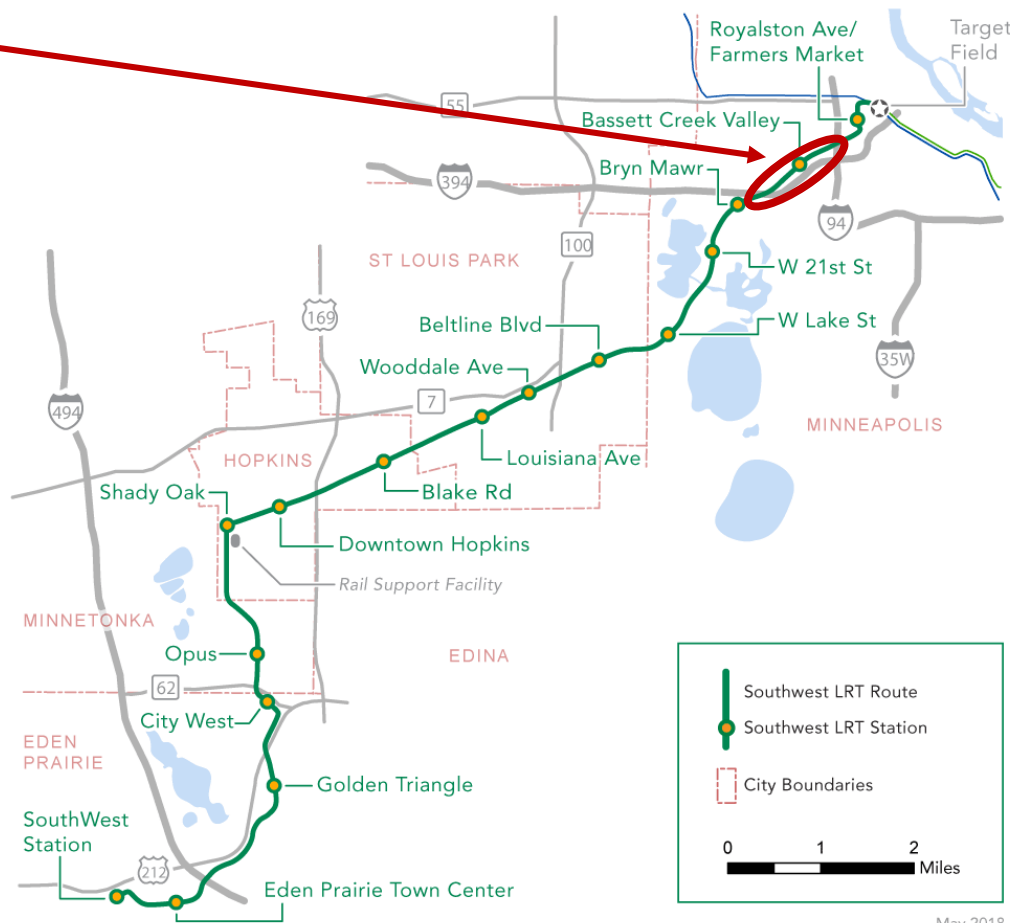 Royalston Ave/
Farmers Market
Target
Field
55
Bassett Creek Valley
Bryn Mawr
394
94
100
ST LOUIS PARK
W 21st St
169
Beltline Blvd
W Lake St
Wooddale Ave
35W
7
494
MINNEAPOLIS
HOPKINS
Louisiana Ave
Shady Oak
Blake Rd
Downtown Hopkins
Rail Support Facility
MINNETONKA
Opus
EDINA
62
City West
EDEN
PRAIRIE
Golden Triangle
SouthWest
Station
212
Eden Prairie Town Center
Southwest LRT Route
Southwest LRT Station
City Boundaries
0 1 2
Miles
May 2018